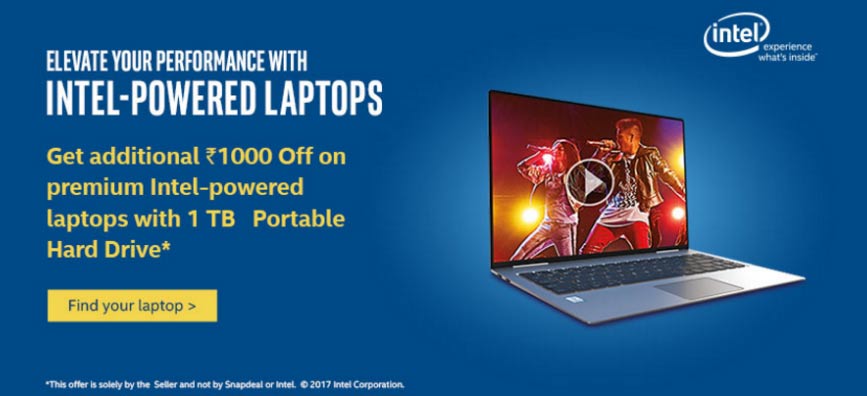 intel
experience
what's inside™
ELEVATE YOUR PERFORMANCE WITH
INTEL-POWERED LAPTOPS
Get additional ₹1000 Off on
premium Intel-powered
laptops with 1 TB Portable
Hard Drive*
Find your laptop >
*This offer is solely by the Seller and not by Snapdeal or Intel. © 2017 Intel Corporation.